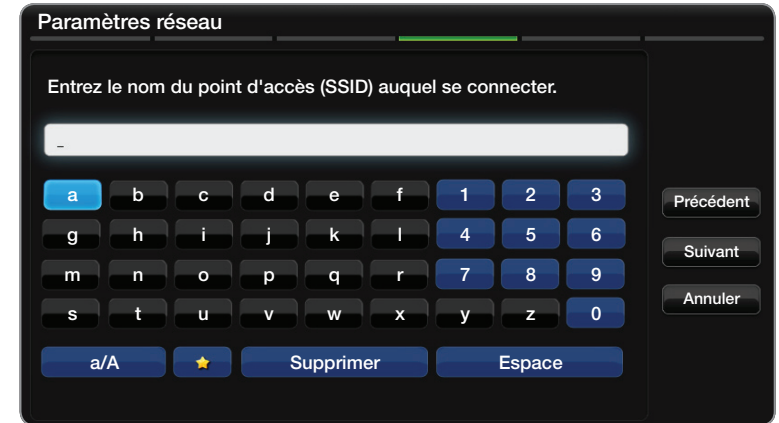 Paramètres réseau
Entrez le nom du point d'accès (SSID) auquel se connecter.
_
a b c d e f 1 2 3
g h i j k l 4 5 6
m n o p q r 7 8 9
s t u v w x y z 0
a/A Supprimer Espace
Précédent
Suivant
Annuler